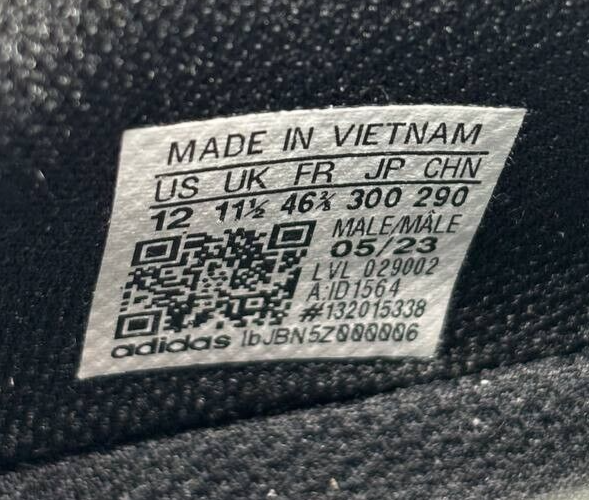 MADE IN VIETNAM
US UK FR JP CHN
12 11½ 46⅔ 300 290
MALE/MÂLE
05/23
LVL 029002
A:ID1564
#132015338
adidas 1bJBN5Z000006